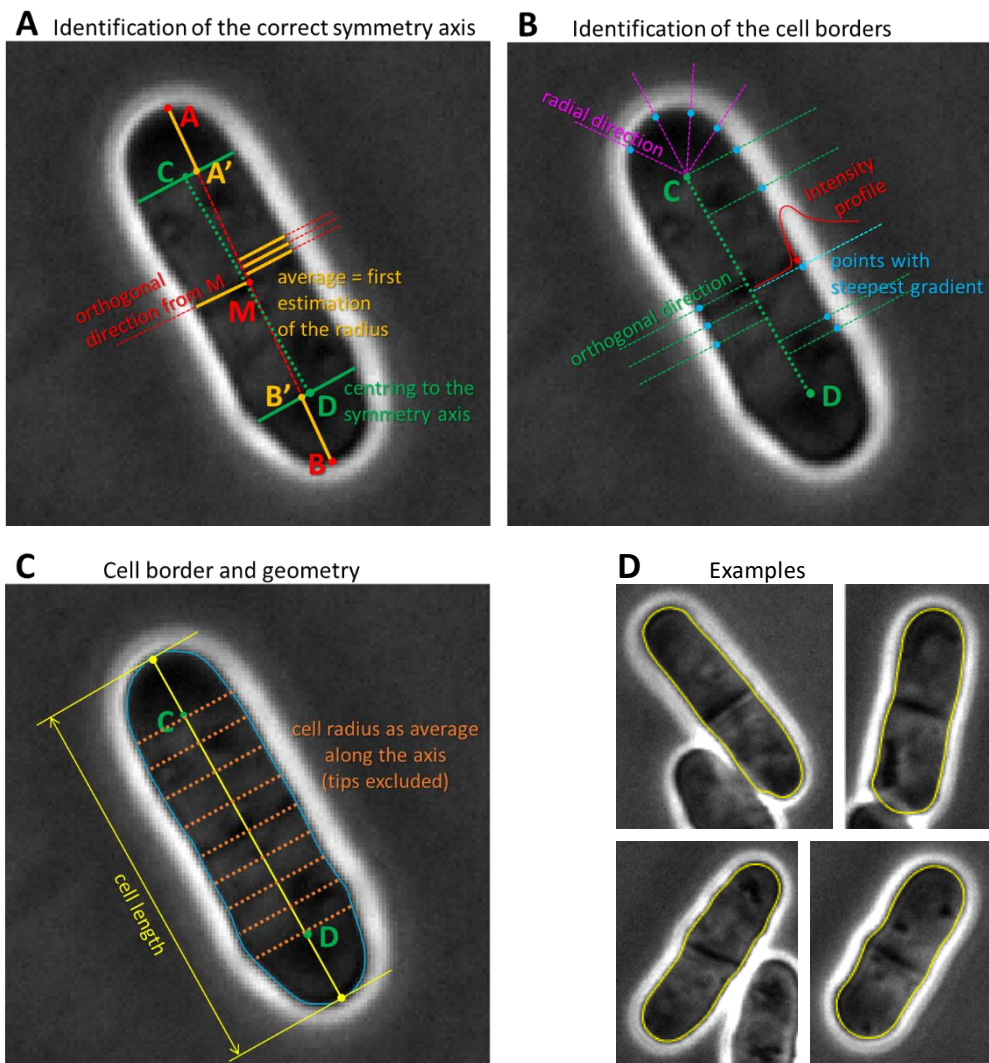 A Identification of the correct symmetry axis
A
C
A’
orthogonal
direction from M
M
average = first
estimation
of the radius
B’
D
centring to the
symmetry axis
B
B Identification of the cell borders
radial direction
C
Intensity
profile
points with
steepest gradient
orthogonal direction
D
C Cell border and geometry
C
cell radius as average
along the axis
(tips excluded)
cell length
D
D Examples